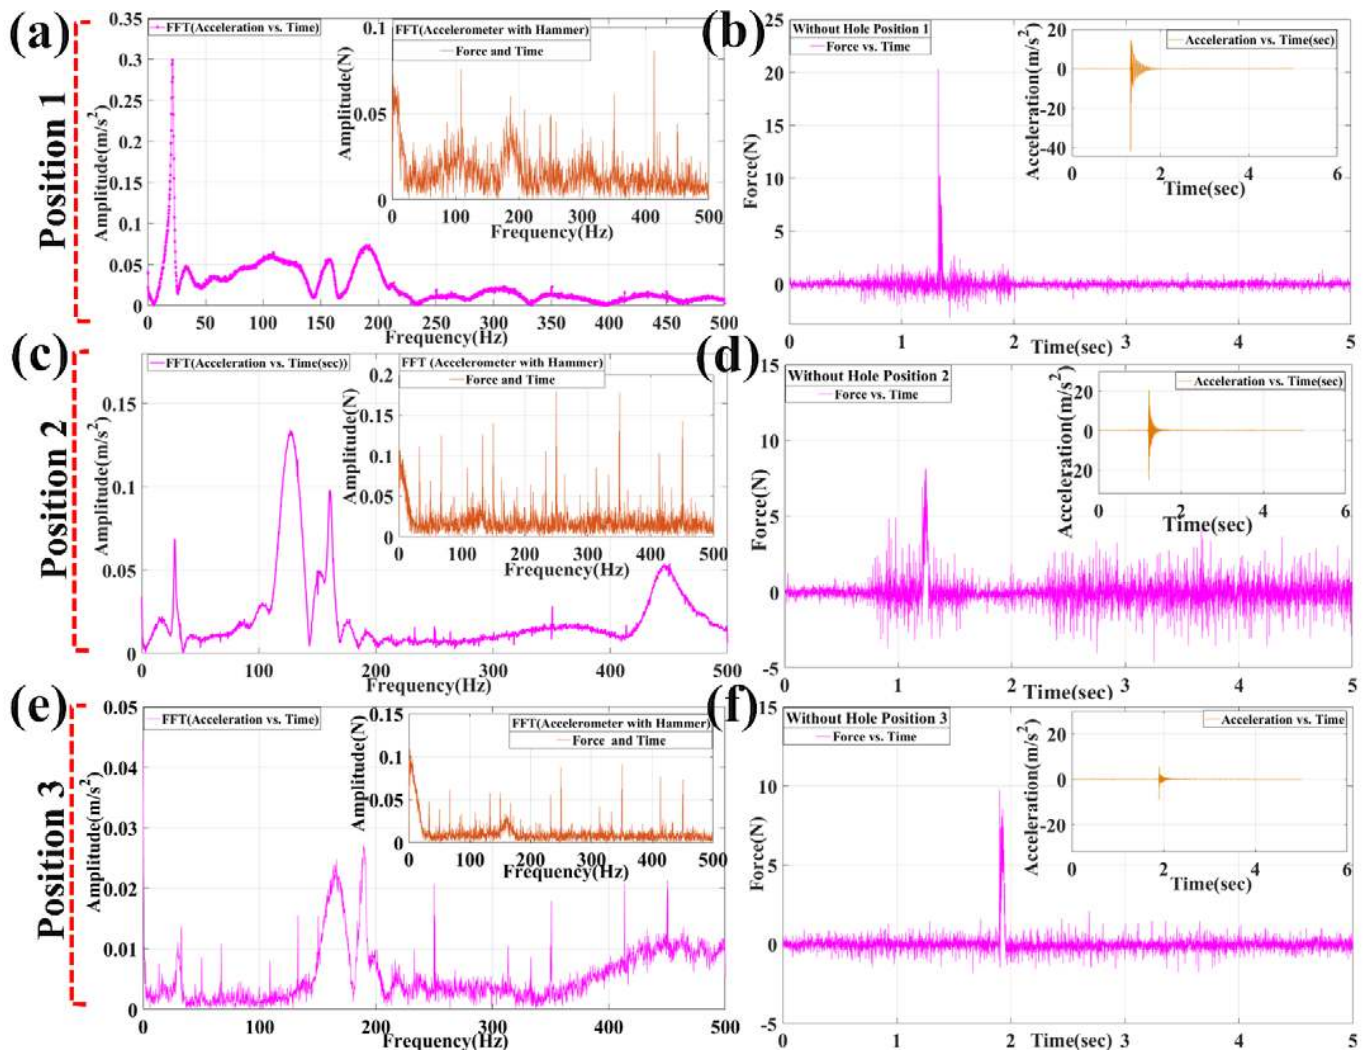 Position 1
(a)
FFT(Acceleration vs. Time)
Amplitude(m/s²)
0.35
0.3
0.25
0.2
0.15
0.1
0.05
0
0 50 100 150 200 250 300 350 400 450 500
Frequency(Hz)
FFT(Accelerometer with Hammer)
Force and Time
Amplitude(N)
0.1
0.05
0
0 100 200 300 400 500
Frequency(Hz)
(b)
Without Hole Position 1
Force vs. Time
Force(N)
25
20
15
10
5
0
0 1 2 3 4 5
Time(sec)
Acceleration vs. Time(sec)
Acceleration(m/s²)
20
0
-20
-40
0 2 4 6
Time(sec)
Position 2
(c)
FFT(Acceleration vs. Time(sec))
Amplitude(m/s²)
0.15
0.1
0.05
0
0 100 200 300 400 500
Frequency(Hz)
FFT (Accelerometer with Hammer)
Force and Time
Amplitude(N)
0.2
0.15
0.1
0.05
0
0 100 200 300 400 500
Frequency(Hz)
(d)
Without Hole Position 2
Force vs. Time
Force(N)
15
10
5
0
-5
0 1 2 3 4 5
Time(sec)
Acceleration vs. Time(sec)
Acceleration(m/s²)
20
0
20
0 2 4 6
Time(sec)
Position 3
(e)
FFT(Acceleration vs. Time)
Amplitude(m/s²)
0.05
0.04
0.03
0.02
0.01
0
0 100 200 300 400 500
Frequency(Hz)
FFT(Accelerometer with Hammer)
Force and Time
Amplitude(N)
0.15
0.1
0.05
0
0 100 200 300 400 500
Frequency(Hz)
(f)
Without Hole Position 3
Force vs. Time
Force(N)
15
10
5
0
-5
0 1 2 3 4 5
Time(sec)
Acceleration vs. Time
Acceleration(m/s²)
20
0
-20
0 2 4 6
Time(sec)